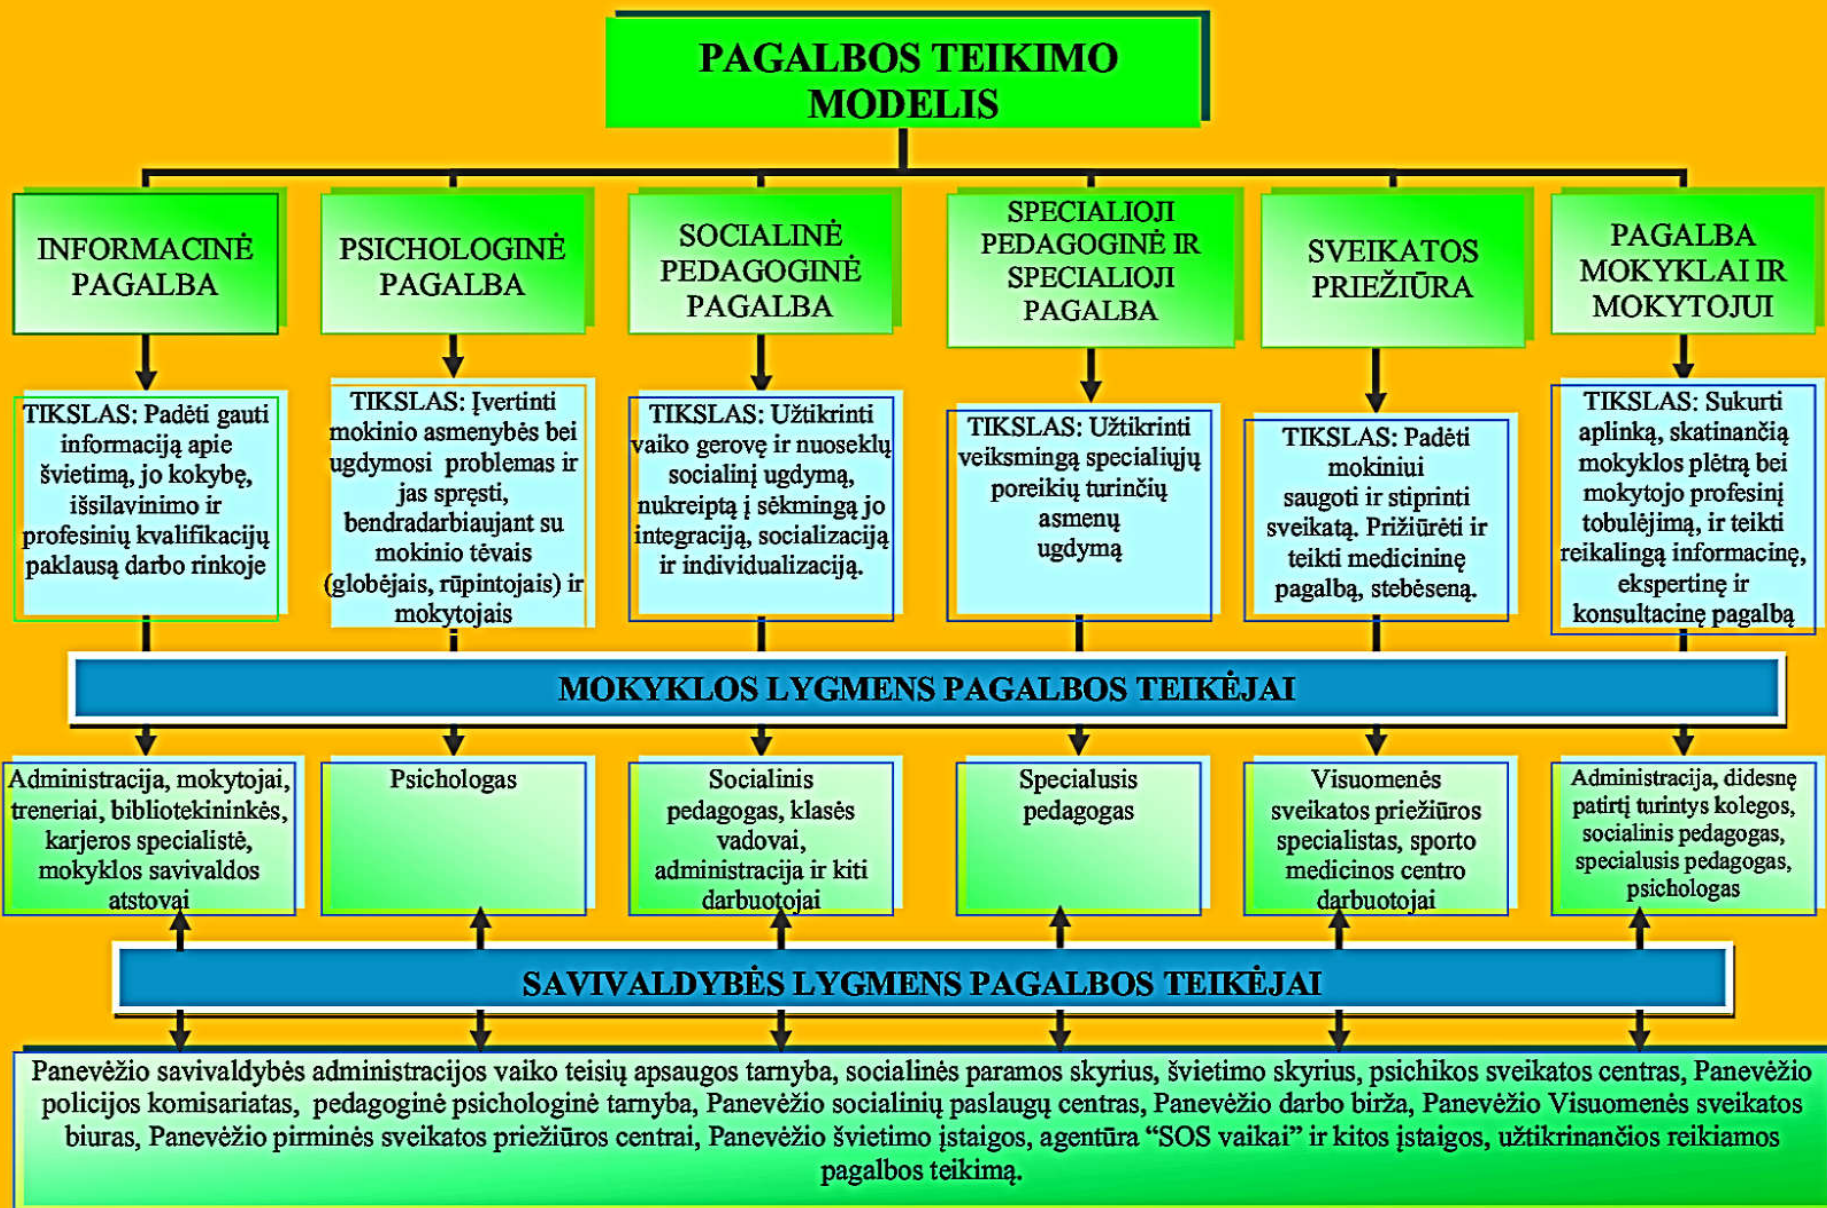 PAGALBOS TEIKIMO
MODELIS
INFORMACINĖ
PAGALBA
PSICHOLOGINĖ
PAGALBA
SOCIALINĖ
PEDAGOGINĖ
PAGALBA
SPECIALIOJI
PEDAGOGINĖ IR
SPECIALIOJI
PAGALBA
SVEIKATOS
PRIEŽIŪRA
PAGALBA
MOKYKLAI IR
MOKYTOJUI
TIKSLAS: Padėti gauti
informaciją apie
švietimą, jo kokybę,
išsilavinimo ir
profesinių kvalifikacijų
paklausą darbo rinkoje
TIKSLAS: Įvertinti
mokinio asmenybės bei
ugdymosi problemas ir
jas spręsti,
bendradarbiaujant su
mokinio tėvais
(globėjais, rūpintojais) ir
mokytojais
TIKSLAS: Užtikrinti
vaiko gerovę ir nuoseklų
socialinį ugdymą,
nukreiptą į sėkmingą jo
integraciją, socializaciją
ir individualizaciją.
TIKSLAS: Užtikrinti
veiksmingą specialiųjų
poreikių turinčių
asmenų
ugdymą
TIKSLAS: Padėti
mokiniui
saugoti ir stiprinti
sveikatą. Prižiūrėti ir
teikti medicininę
pagalbą, stebėseną.
TIKSLAS: Sukurti
aplinką, skatinančią
mokyklos plėtrą bei
mokytojo profesinį
tobulėjimą, ir teikti
reikalingą informacinę,
ekspertinę ir
konsultacinę pagalbą
MOKYKLOS LYGMENS PAGALBOS TEIKĖJAI
Administracija, mokytojai,
treneriai, bibliotekininkės,
karjeros specialistė,
mokyklos savivaldos
atstovai
Psichologas
Socialinis
pedagogas, klasės
vadovai,
administracija ir kiti
darbuotojai
Specialusis
pedagogas
Visuomenės
sveikatos priežiūros
specialistas, sporto
medicinos centro
darbuotojai
Administracija, didesnę
patirtį turintys kolegos,
socialinis pedagogas,
specialusis pedagogas,
psichologas
SAVIVALDYBĖS LYGMENS PAGALBOS TEIKĖJAI
Panevėžio savivaldybės administracijos vaiko teisių apsaugos tarnyba, socialinės paramos skyrius, švietimo skyrius, psichikos sveikatos centras, Panevėžio
policijos komisariatas, pedagoginė psichologinė tarnyba, Panevėžio socialinių paslaugų centras, Panevėžio darbo birža, Panevėžio Visuomenės sveikatos
biuras, Panevėžio pirminės sveikatos priežiūros centrai, Panevėžio švietimo įstaigos, agentūra “SOS vaikai” ir kitos įstaigos, užtikrinančios reikiamos
pagalbos teikimą.